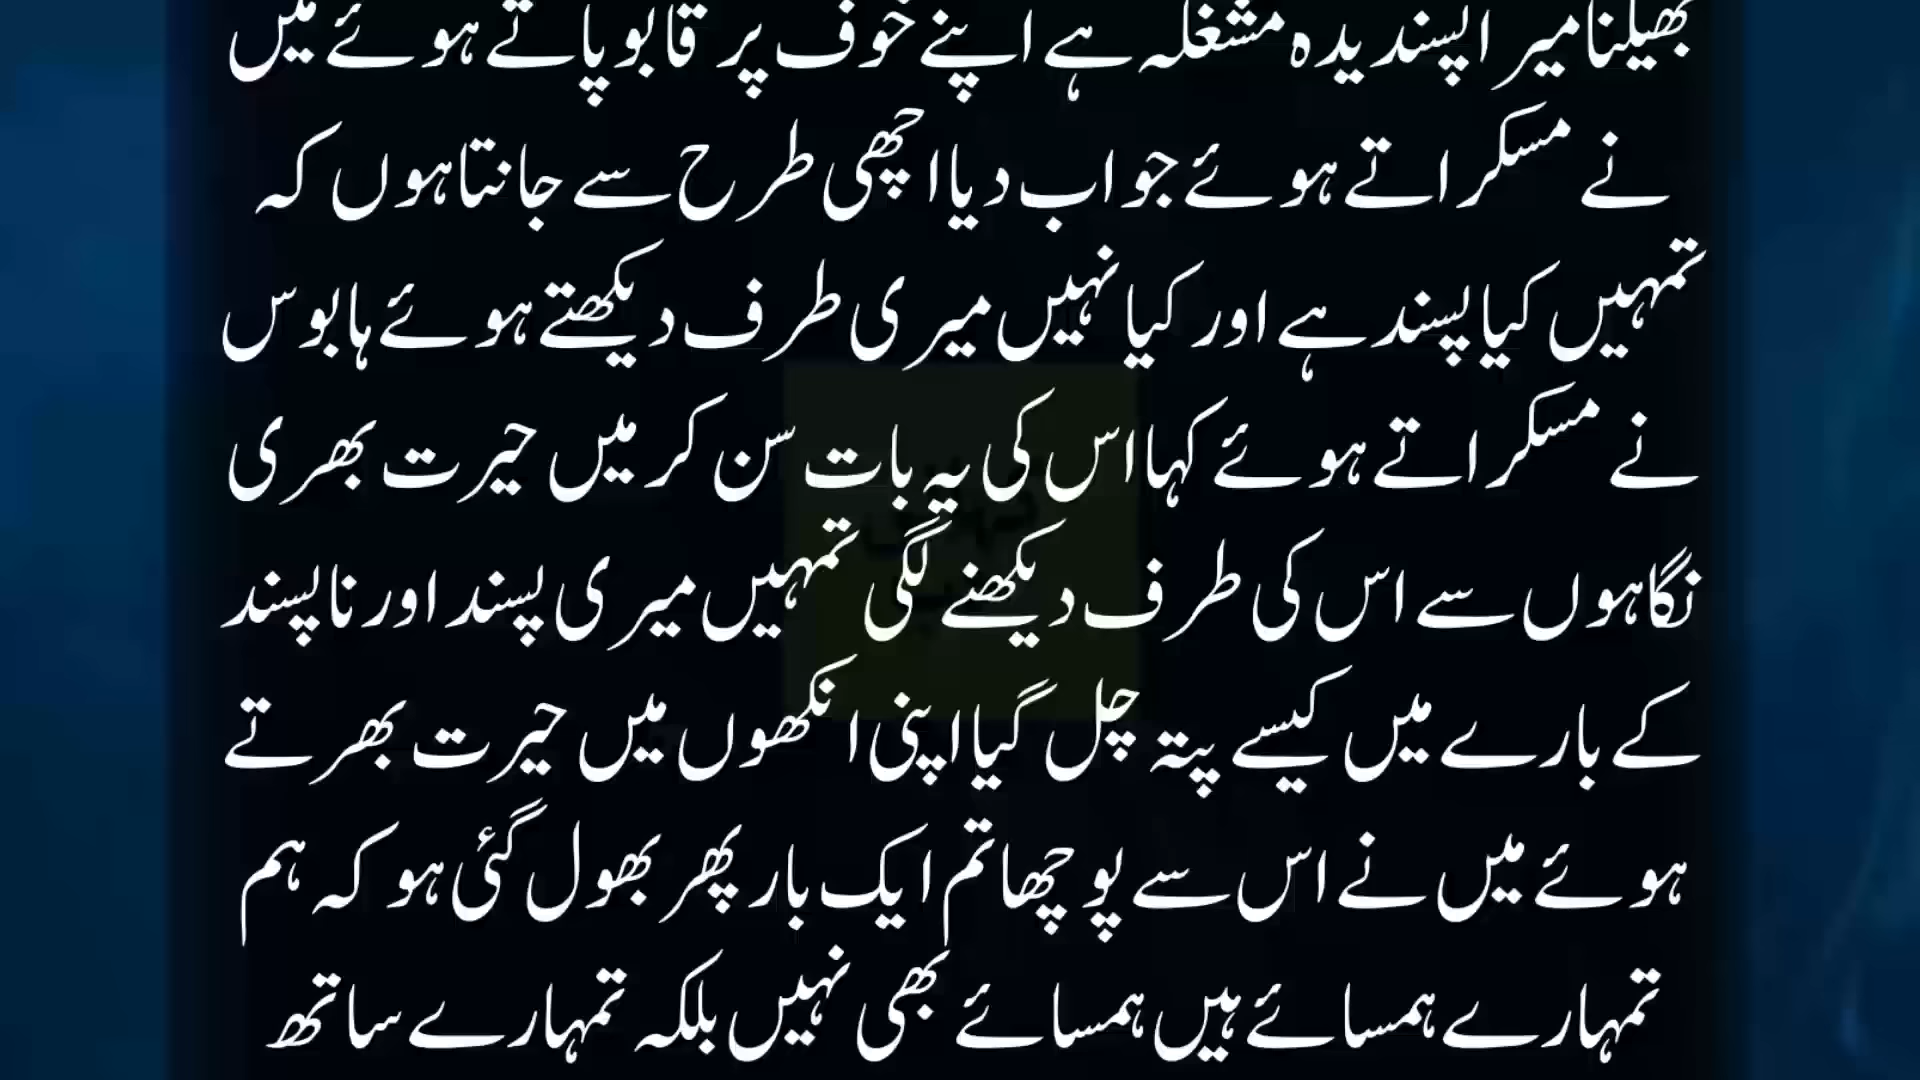 کھیلنا میرا پسندیدہ مشغلہ ہے اپنے خوف پر قابو پاتے ہوئے میں
نے مسکراتے ہوئے جواب دیا اچھی طرح سے جانتا ہوں کہ
تمہیں کیا پسند ہے اور کیا نہیں میری طرف دیکھتے ہوئے ہابوس
نے مسکراتے ہوئے کہا اس کی یہ بات سن کر میں حیرت بھری
نگاہوں سے اس کی طرف دیکھنے لگی تمہیں میری پسند اور ناپسند
کے بارے میں کیسے پتہ چل گیا اپنی انکھوں میں حیرت بھرتے
ہوئے میں نے اس سے پوچھا تم ایک بار پھر بھول گئی ہو کہ ہم
تمہارے ہمسائے ہیں ہمسائے بھی نہیں بلکہ تمہارے ساتھ